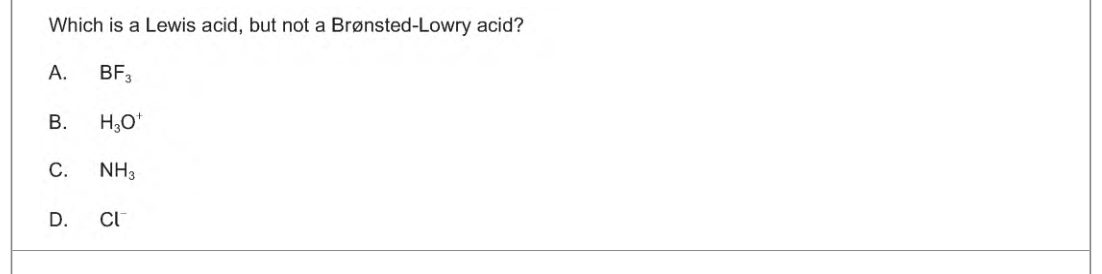 Which is a Lewis acid, but not a Brønsted-Lowry acid?
A. BF₃
B. H₃O⁺
C. NH₃
D. Cl⁻